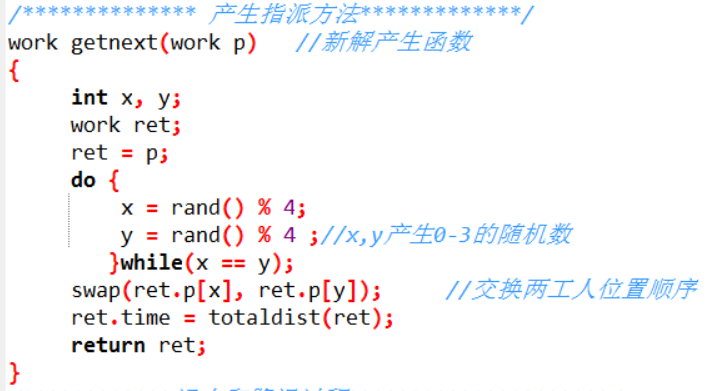 /************** 产生指派方法*************/
work getnext(work p)   //新解产生函数
{
     int x, y;
     work ret;
     ret = p;
     do {
         x = rand() % 4;
         y = rand() % 4 ;//x,y产生0-3的随机数
        }while(x == y);
     swap(ret.p[x], ret.p[y]);     //交换两工人位置顺序
     ret.time = totaldist(ret);
     return ret;
}